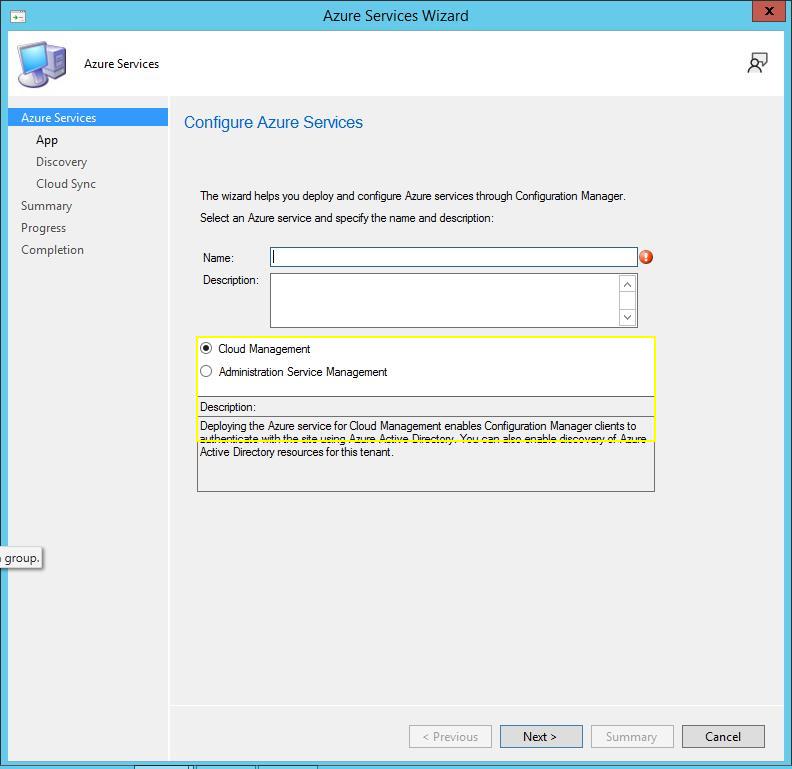 Azure Services Wizard
x
Azure Services
Azure Services
App
Discovery
Cloud Sync
Summary
Progress
Completion
Configure Azure Services
The wizard helps you deploy and configure Azure services through Configuration Manager.
Select an Azure service and specify the name and description:
Name:
Description:
Cloud Management
Administration Service Management
Description:
Deploying the Azure service for Cloud Management enables Configuration Manager clients to
authenticate with the site using Azure Active Directory. You can also enable discovery of Azure
Active Directory resources for this tenant.
group.
< Previous
Next >
Summary
Cancel